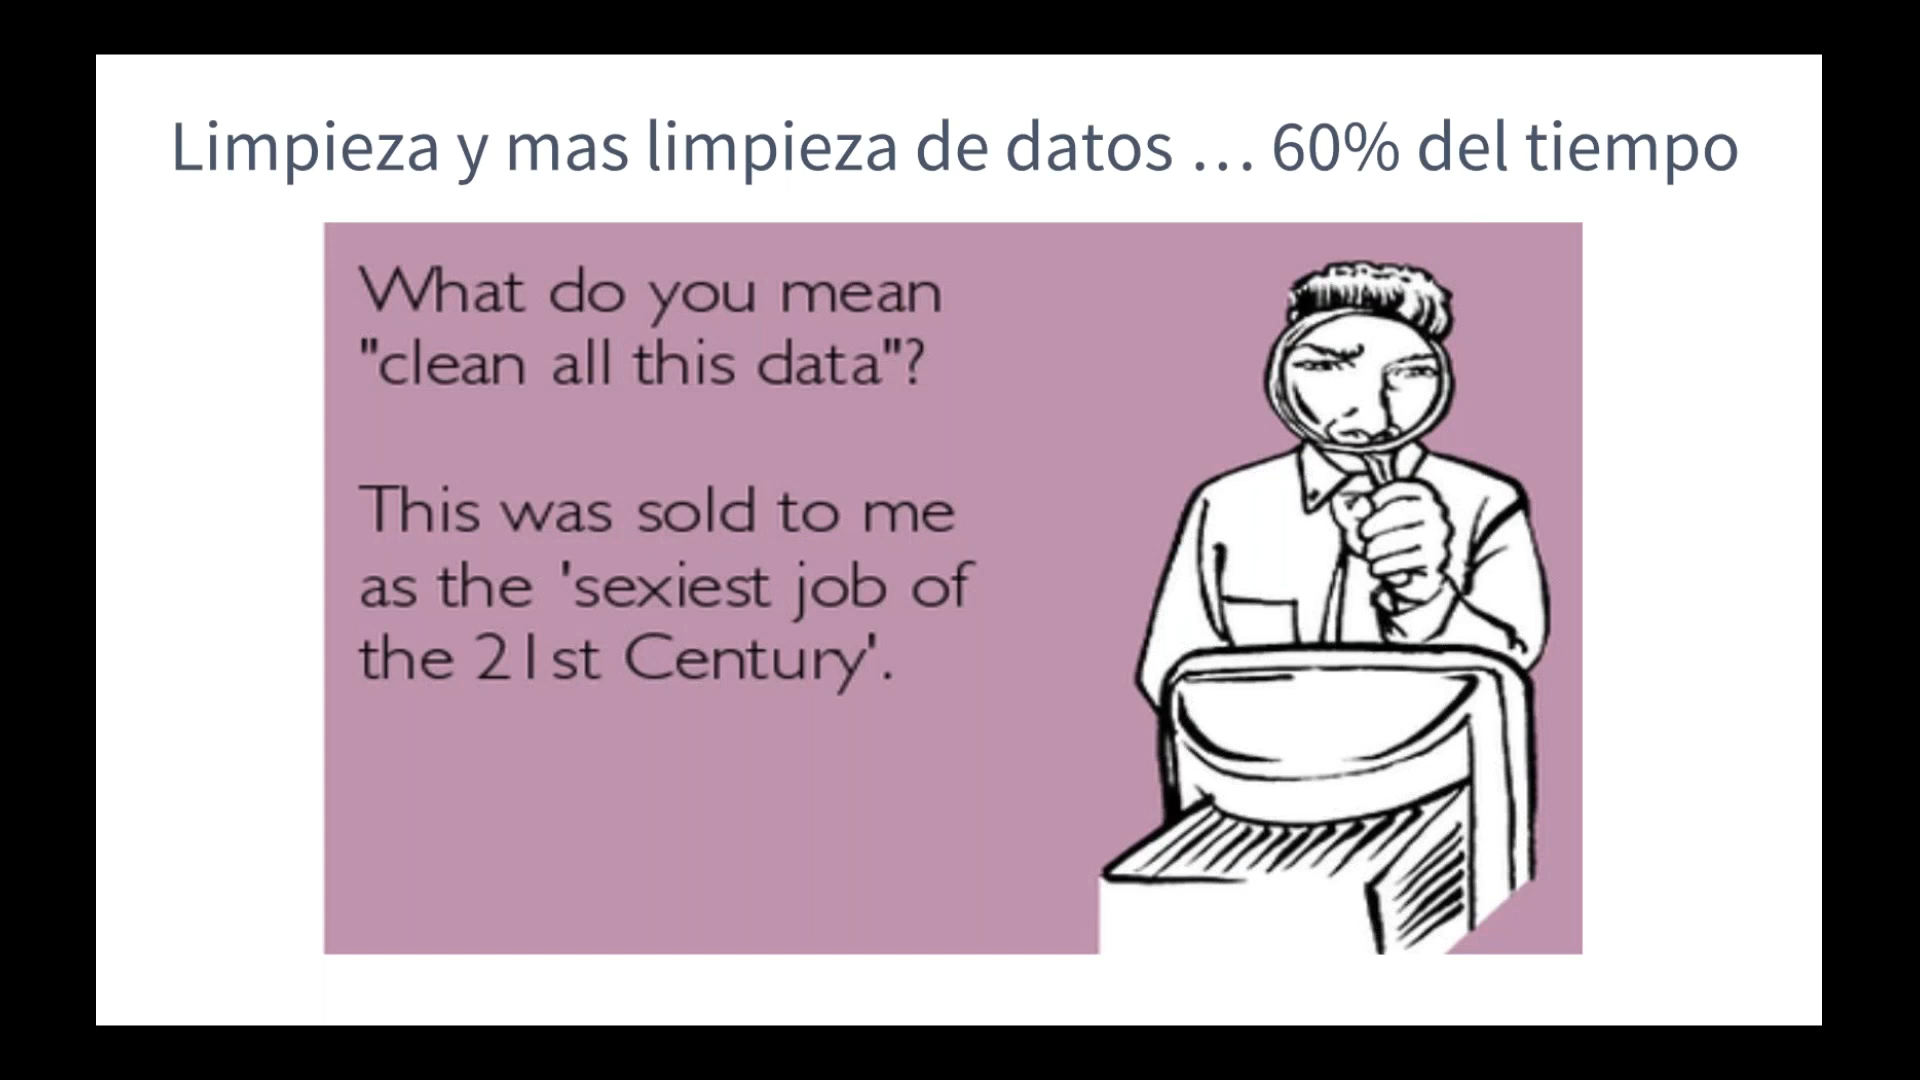 Limpieza y mas limpieza de datos … 60% del tiempo
What do you mean
"clean all this data"?
This was sold to me
as the 'sexiest job of
the 21st Century'.